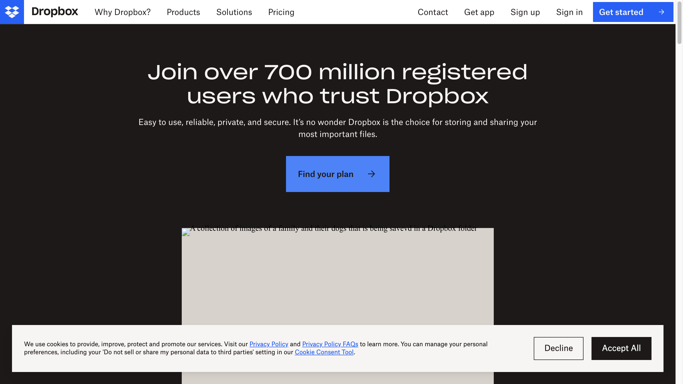 Dropbox
Why Dropbox?
Products
Solutions
Pricing
Contact
Get app
Sign up
Sign in
Get started
Join over 700 million registered
users who trust Dropbox
Easy to use, reliable, private, and secure. It's no wonder Dropbox is the choice for storing and sharing your
most important files.
Find your plan
A collection of images of a family and their dogs that is being savevd in a Dropbox folder
We use cookies to provide, improve, protect and promote our services. Visit our Privacy Policy and Privacy Policy FAQs to learn more. You can manage your personal
preferences, including your 'Do not sell or share my personal data to third parties' setting in our Cookie Consent Tool.
Decline
Accept All